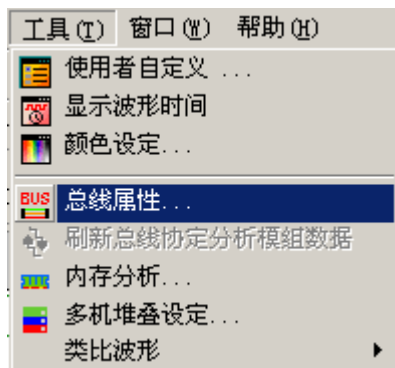 工具(T) 窗口(W) 帮助(H)
使用者自定义 ...
显示波形时间
颜色设定...
BUS 总线属性...
刷新总线协定分析模组数据
内存分析...
多机堆叠设定...
类比波形